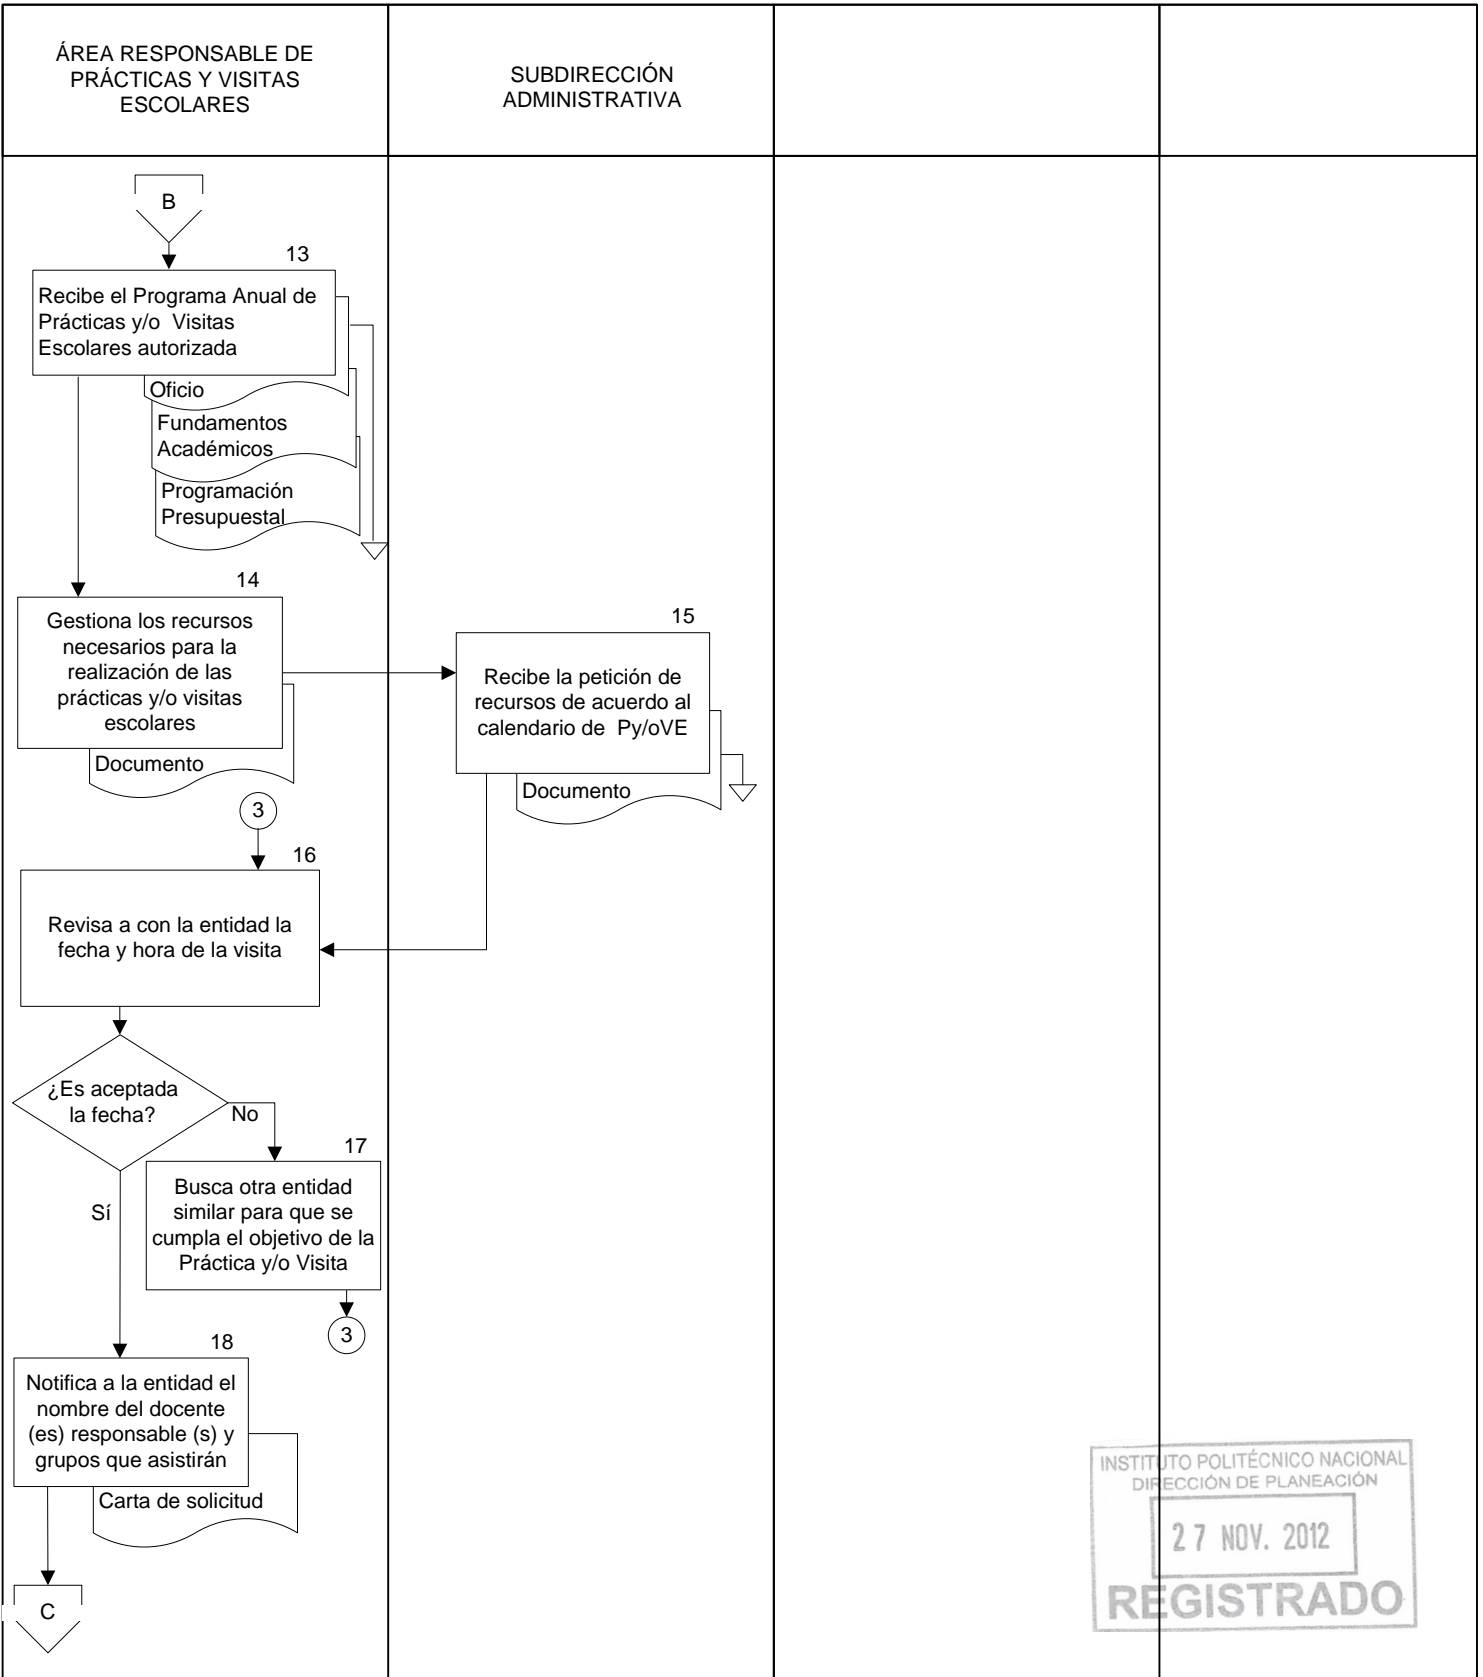 ÁREA RESPONSABLE DE
PRÁCTICAS Y VISITAS
ESCOLARES
SUBDIRECCIÓN
ADMINISTRATIVA
B
13
Recibe el Programa Anual de
Prácticas y/o Visitas
Escolares autorizada
Oficio
Fundamentos
Académicos
Programación
Presupuestal
14
Gestiona los recursos
necesarios para la
realización de las
prácticas y/o visitas
escolares
Documento
15
Recibe la petición de
recursos de acuerdo al
calendario de Py/oVE
Documento
3
16
Revisa a con la entidad la
fecha y hora de la visita
¿Es aceptada
la fecha?
No
Sí
17
Busca otra entidad
similar para que se
cumpla el objetivo de la
Práctica y/o Visita
3
18
Notifica a la entidad el
nombre del docente
(es) responsable (s) y
grupos que asistirán
Carta de solicitud
C
INSTITUTO POLITÉCNICO NACIONAL
DIRECCIÓN DE PLANEACIÓN
27 NOV. 2012
REGISTRADO